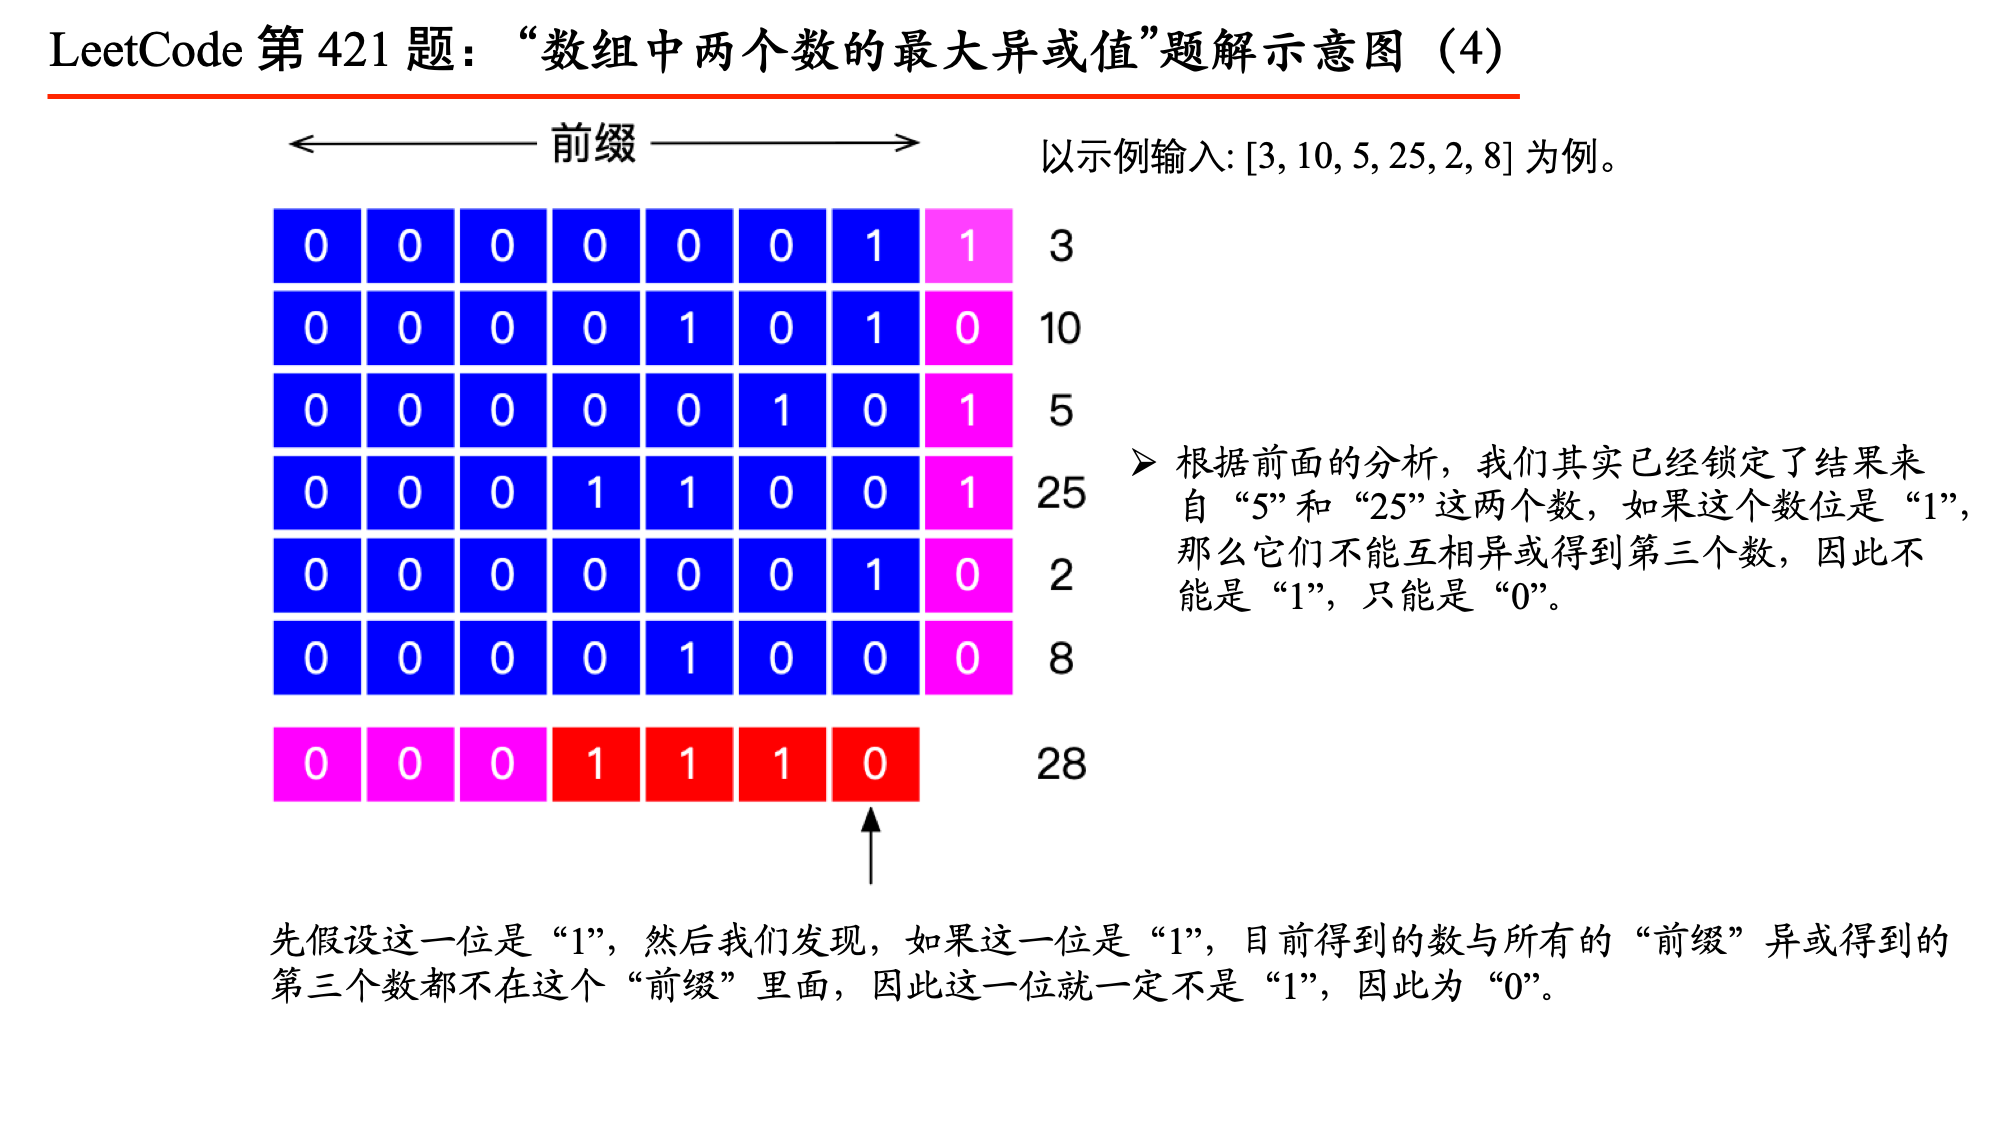 LeetCode 第 421 题：“数组中两个数的最大异或值”题解示意图（4）
前缀
以示例输入: [3, 10, 5, 25, 2, 8] 为例。
0 0 0 0 0 0 1 1 3
0 0 0 0 1 0 1 0 10
0 0 0 0 0 1 0 1 5
0 0 0 1 1 0 0 1 25
0 0 0 0 0 0 1 0 2
0 0 0 0 1 0 0 0 8
0 0 0 1 1 1 0 28
➢ 根据前面的分析，我们其实已经锁定了结果来
自“5”和“25”这两个数，如果这个数位是“1”，
那么它们不能互相异或得到第三个数，因此不
能是“1”，只能是“0”。
先假设这一位是“1”，然后我们发现，如果这一位是“1”，目前得到的数与所有的“前缀”异或得到的
第三个数都不在这个“前缀”里面，因此这一位就一定不是“1”，因此为“0”。